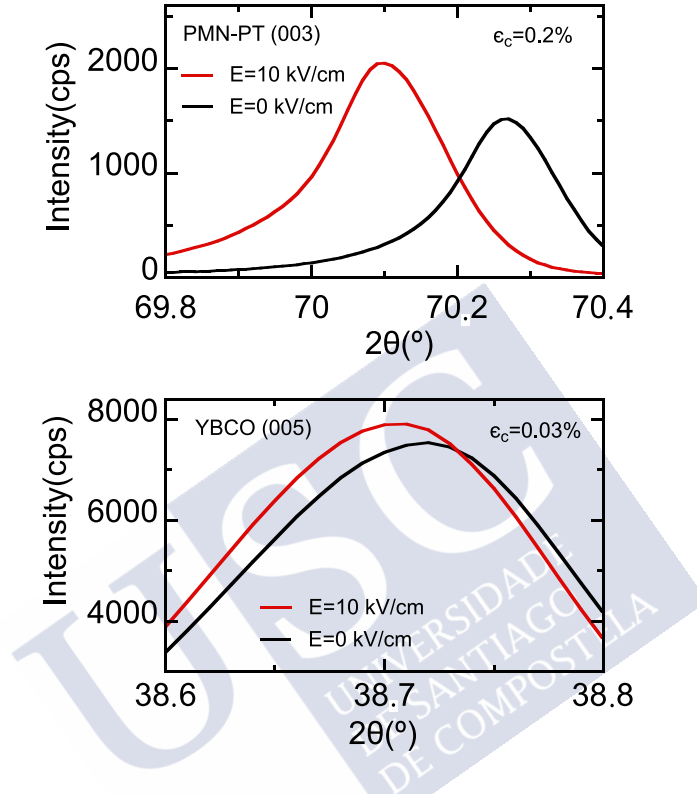 PMN-PT (003) ϵc=0.2%
E=10 kV/cm
E=0 kV/cm
Intensity(cps)
2000
1000
0
69.8 70 70.2 70.4
2θ(º)
YBCO (005) ϵc=0.03%
E=10 kV/cm
E=0 kV/cm
Intensity(cps)
8000
6000
4000
38.6 38.7 38.8
2θ(º)
USC
UNIVERSIDADE
DE SANTIAGO
DE COMPOSTELA